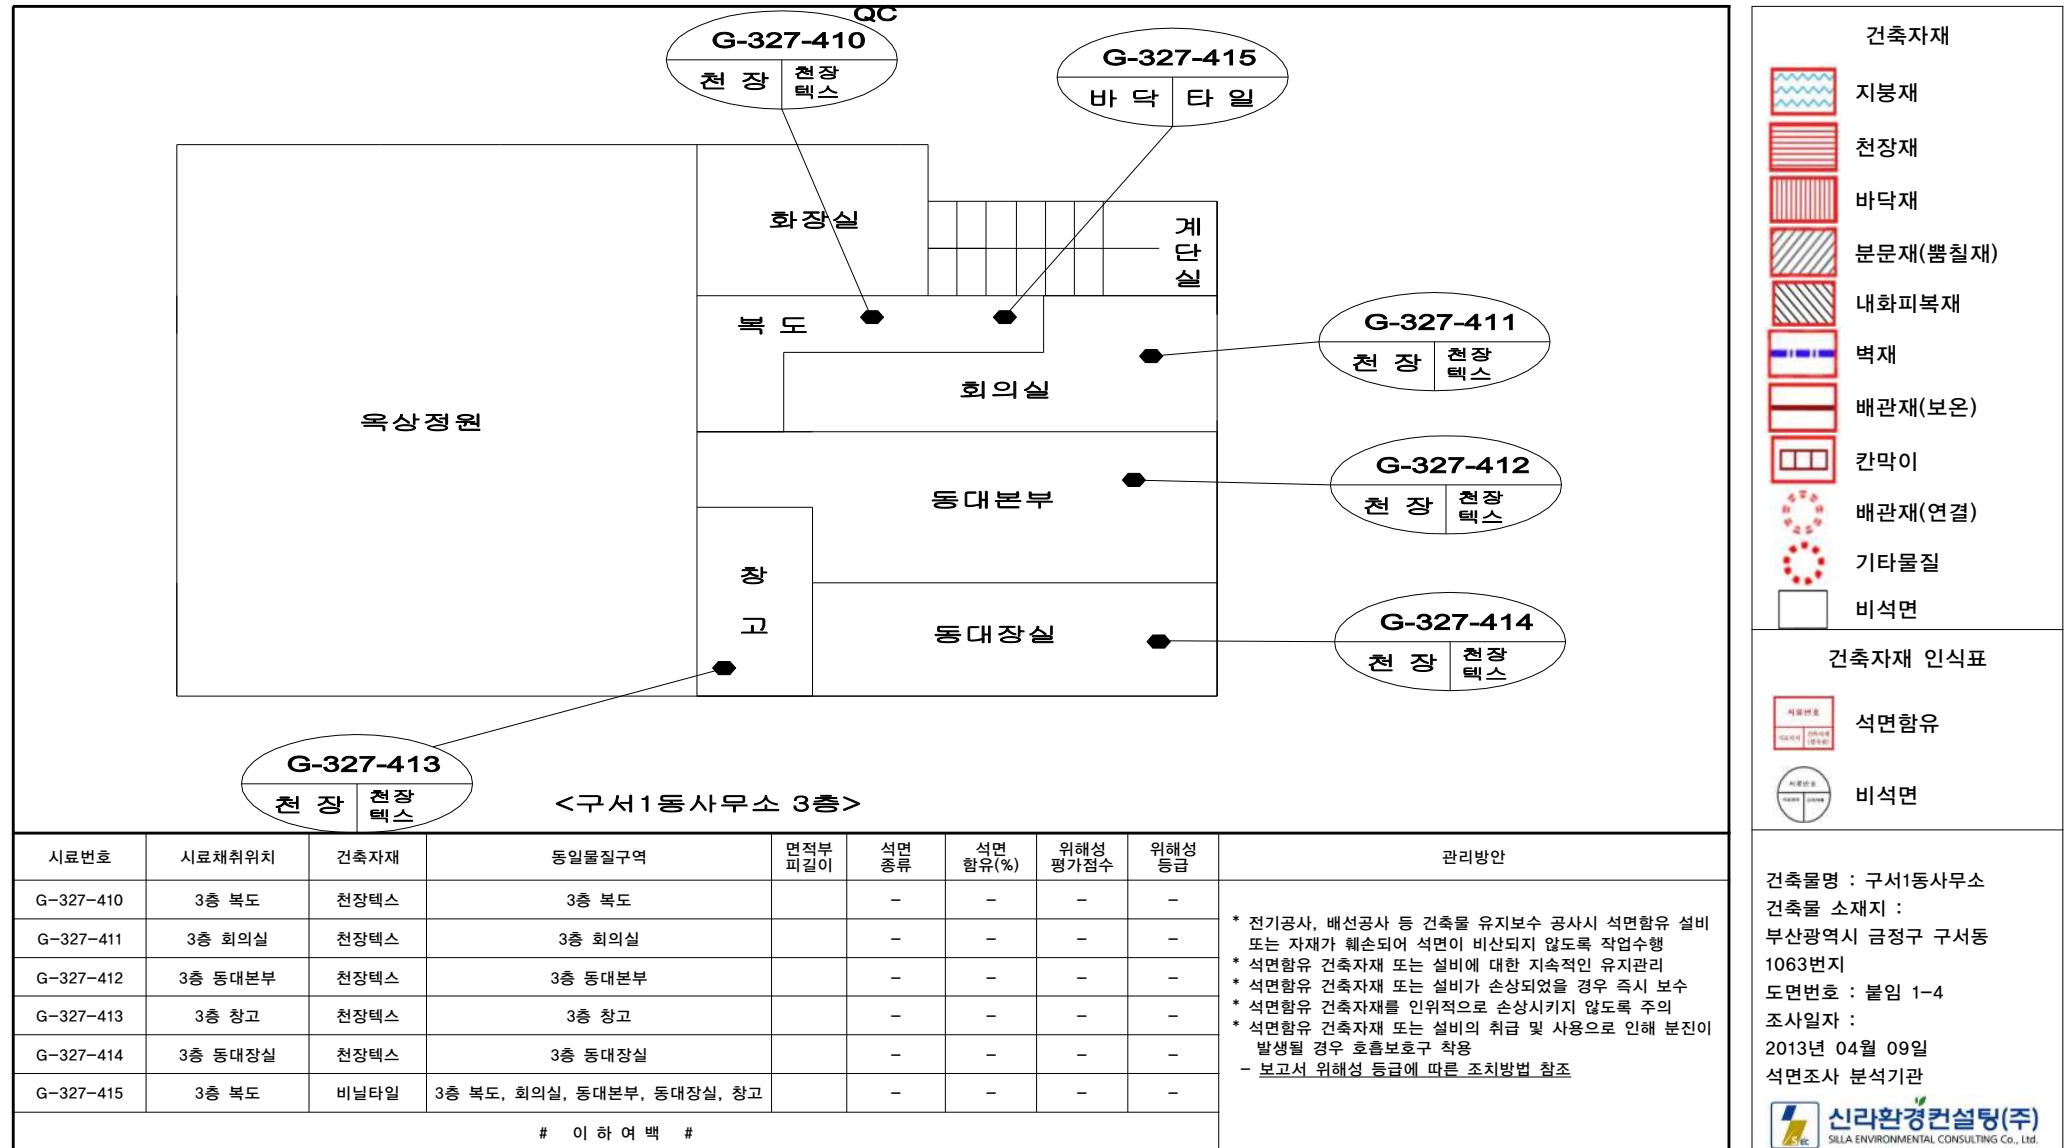 QC
G-327-410
천 장 천장
텍스
G-327-415
바 닥 타 일
화장실
계
단
실
복 도
G-327-411
천 장 천장
텍스
회의실
옥상정원
G-327-412
천 장 천장
텍스
동대본부
창
고
동대장실
G-327-414
천 장 천장
텍스
G-327-413
천 장 천장
텍스
<구서1동사무소 3층>
시료번호 시료채취위치 건축자재 동일물질구역 면적부피길이 석면종류 석면함유(%) 위해성평가점수 위해성등급 관리방안
G-327-410 3층 복도 천장텍스 3층 복도 - - - -
G-327-411 3층 회의실 천장텍스 3층 회의실 - - - -
G-327-412 3층 동대본부 천장텍스 3층 동대본부 - - - -
G-327-413 3층 창고 천장텍스 3층 창고 - - - -
G-327-414 3층 동대장실 천장텍스 3층 동대장실 - - - -
G-327-415 3층 복도 비닐타일 3층 복도, 회의실, 동대본부, 동대장실, 창고 - - - -
# 이 하 여 백 #
* 전기공사, 배선공사 등 건축물 유지보수 공사시 석면함유 설비
또는 자재가 훼손되어 석면이 비산되지 않도록 작업수행
* 석면함유 건축자재 또는 설비에 대한 지속적인 유지관리
* 석면함유 건축자재 또는 설비가 손상되었을 경우 즉시 보수
* 석면함유 건축자재를 인위적으로 손상시키지 않도록 주의
* 석면함유 건축자재 또는 설비의 취급 및 사용으로 인해 분진이
발생될 경우 호흡보호구 착용
- 보고서 위해성 등급에 따른 조치방법 참조
건축자재
지붕재
천장재
바닥재
분문재(뿜칠재)
내화피복재
벽재
배관재(보온)
칸막이
배관재(연결)
기타물질
비석면
건축자재 인식표
시료번호
석면함유
시료번호
비석면
건축물명 : 구서1동사무소
건축물 소재지 :
부산광역시 금정구 구서동
1063번지
도면번호 : 붙임 1-4
조사일자 :
2013년 04월 09일
석면조사 분석기관
신라환경컨설팅(주)
SILLA ENVIRONMENTAL CONSULTING Co., Ltd.